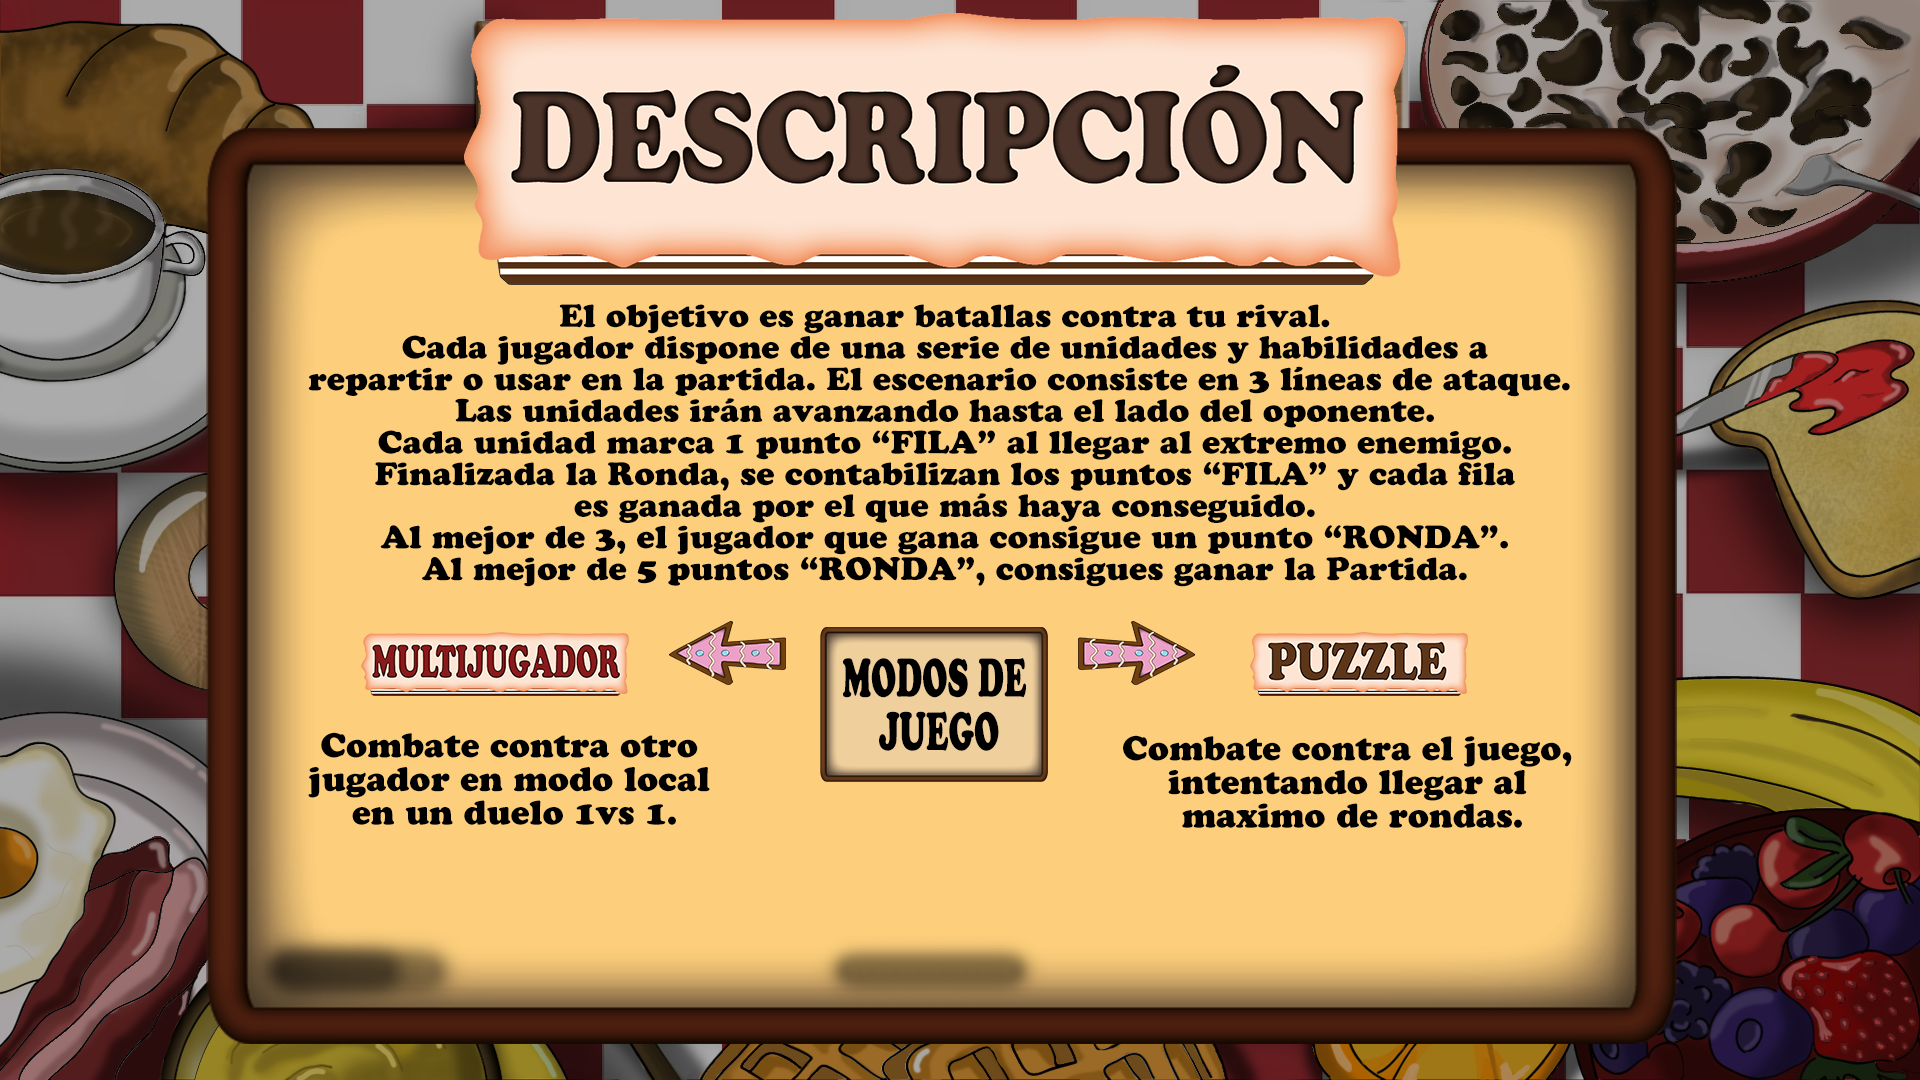 DESCRIPCIÓN
El objetivo es ganar batallas contra tu rival.
Cada jugador dispone de una serie de unidades y habilidades a
repartir o usar en la partida. El escenario consiste en 3 líneas de ataque.
Las unidades irán avanzando hasta el lado del oponente.
Cada unidad marca 1 punto “FILA” al llegar al extremo enemigo.
Finalizada la Ronda, se contabilizan los puntos “FILA” y cada fila
es ganada por el que más haya conseguido.
Al mejor de 3, el jugador que gana consigue un punto “RONDA”.
Al mejor de 5 puntos “RONDA”, consigues ganar la Partida.
MODOS DE
JUEGO
MULTIJUGADOR
Combate contra otro
jugador en modo local
en un duelo 1vs 1.
PUZZLE
Combate contra el juego,
intentando llegar al
maximo de rondas.